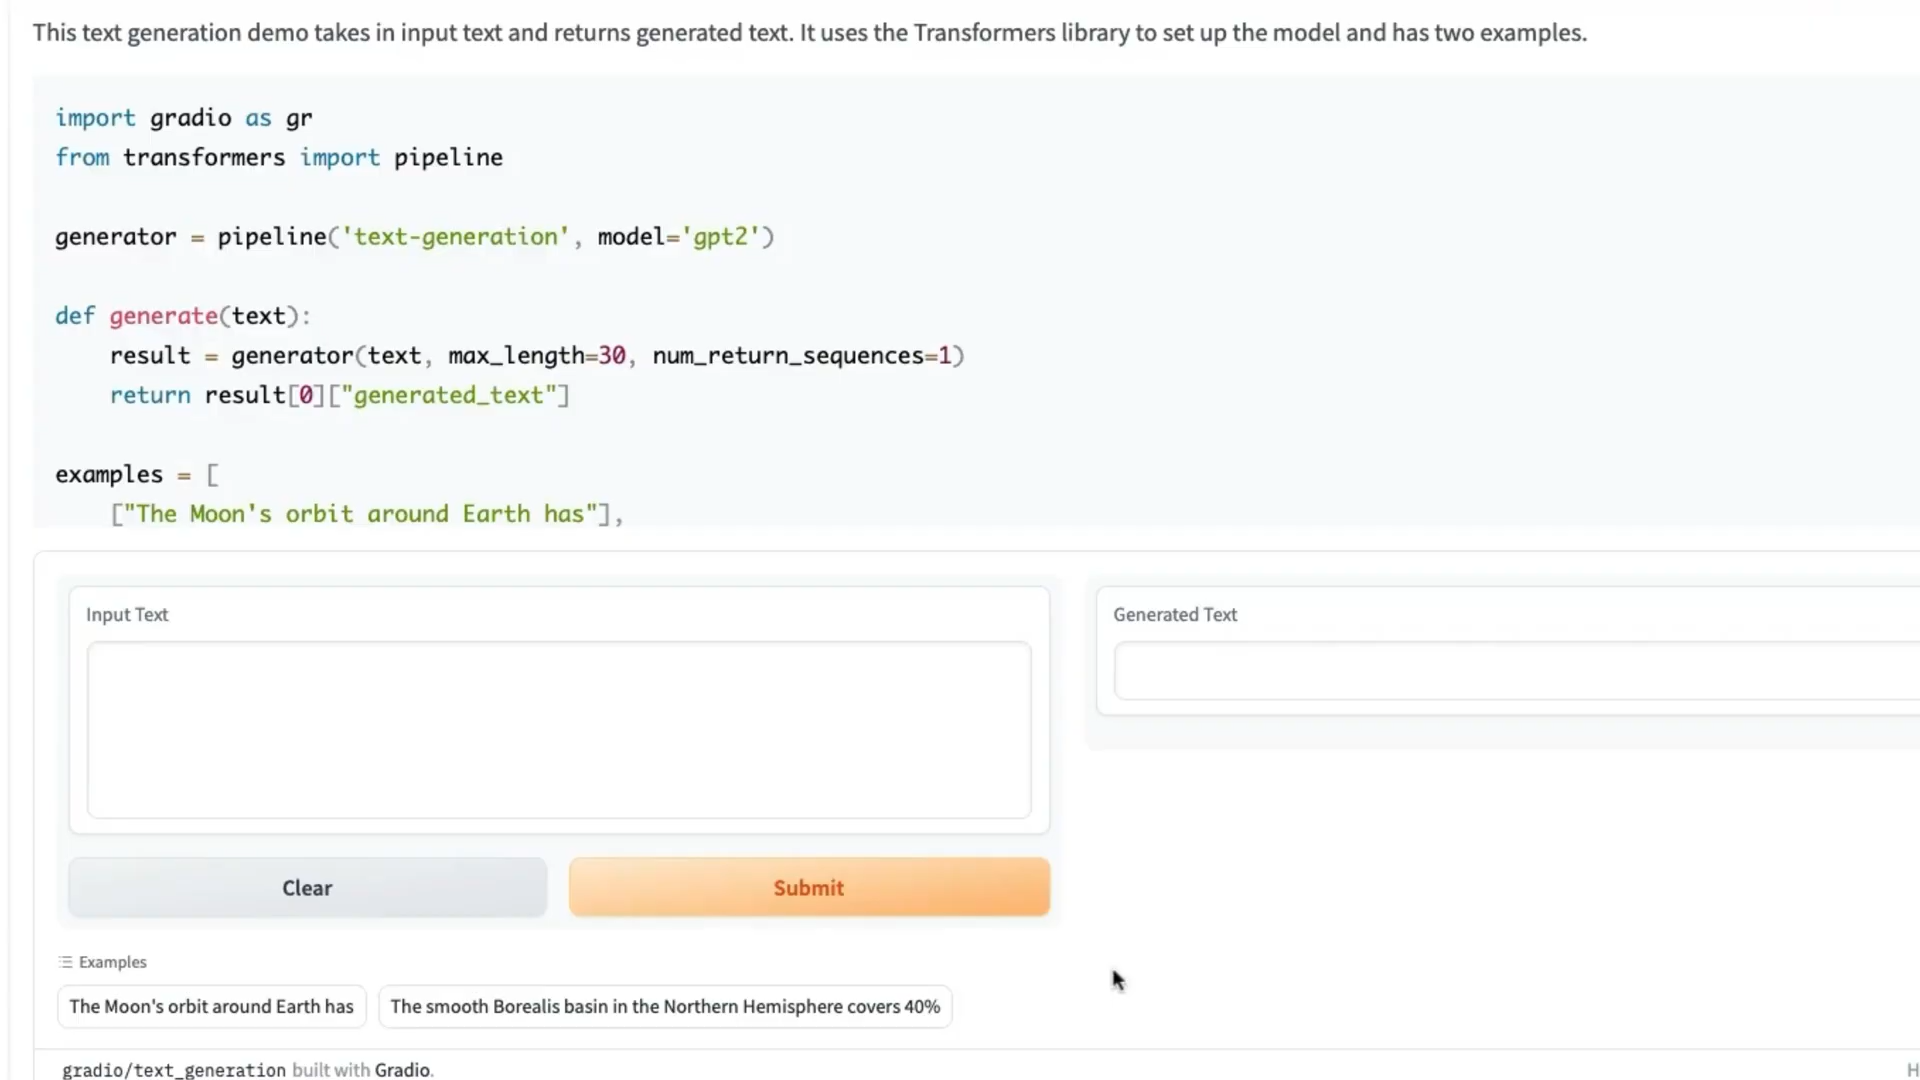 This text generation demo takes in input text and returns generated text. It uses the Transformers library to set up the model and has two examples.
import gradio as gr
from transformers import pipeline
generator = pipeline('text-generation', model='gpt2')
def generate(text):
    result = generator(text, max_length=30, num_return_sequences=1)
    return result[0]["generated_text"]
examples = [
    ["The Moon's orbit around Earth has"],
Input Text
Generated Text
Clear
Submit
Examples
The Moon's orbit around Earth has
The smooth Borealis basin in the Northern Hemisphere covers 40%
gradio/text_generation built with Gradio.
H